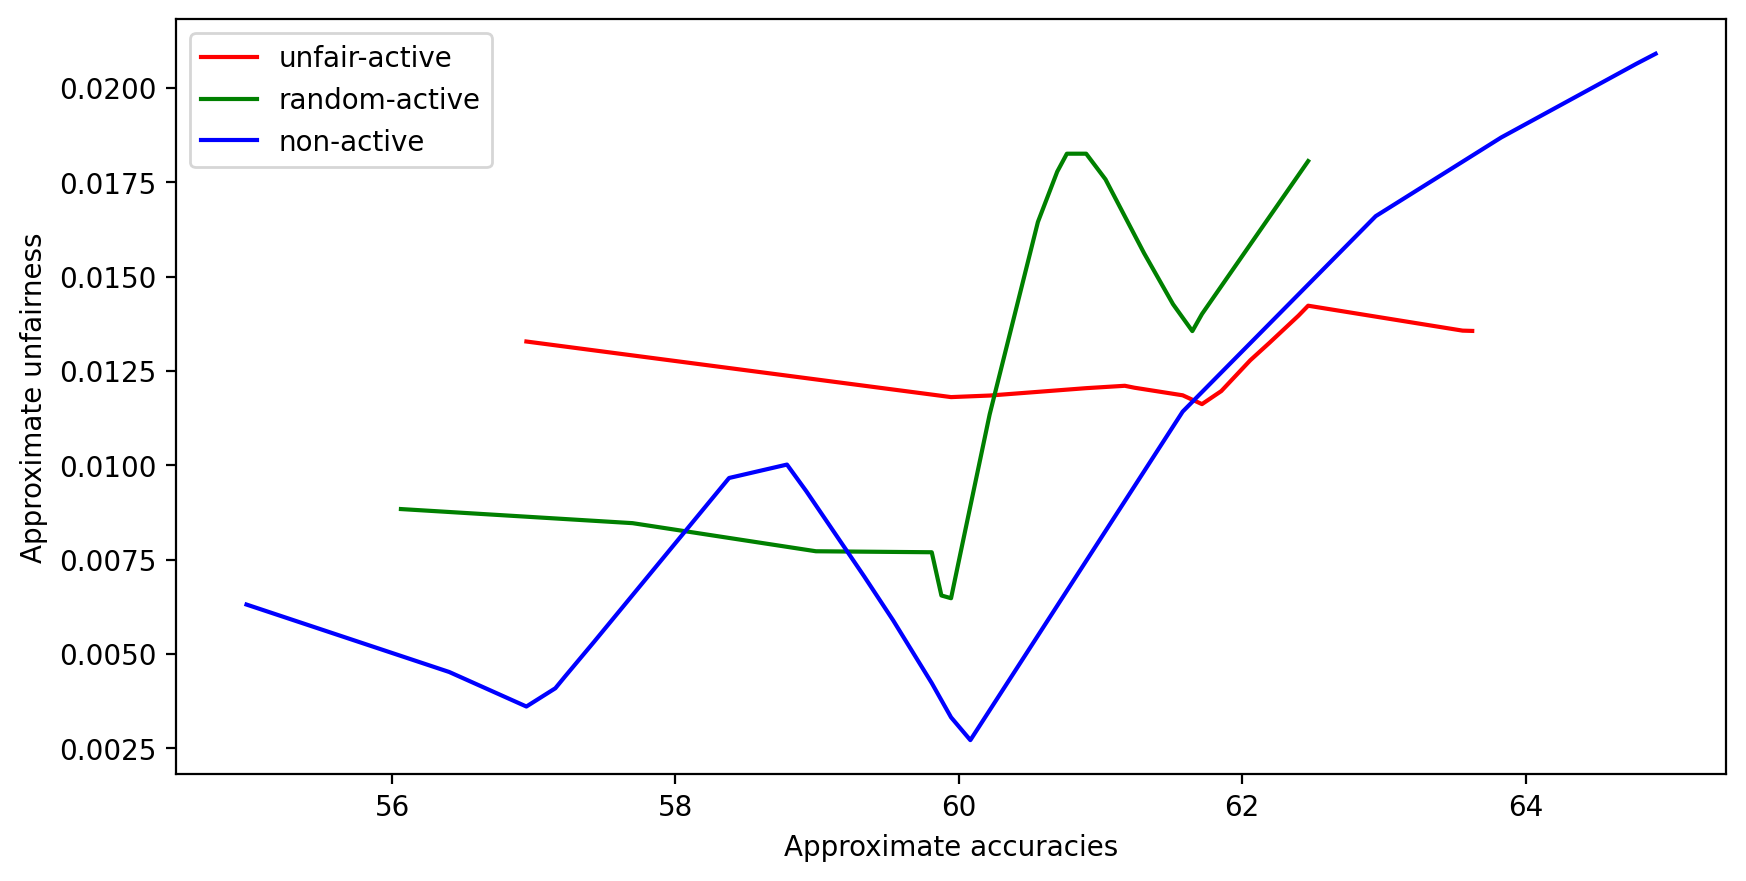 unfair-active
random-active
non-active
Approximate unfairness
0.0200
0.0175
0.0150
0.0125
0.0100
0.0075
0.0050
0.0025
56 58 60 62 64
Approximate accuracies